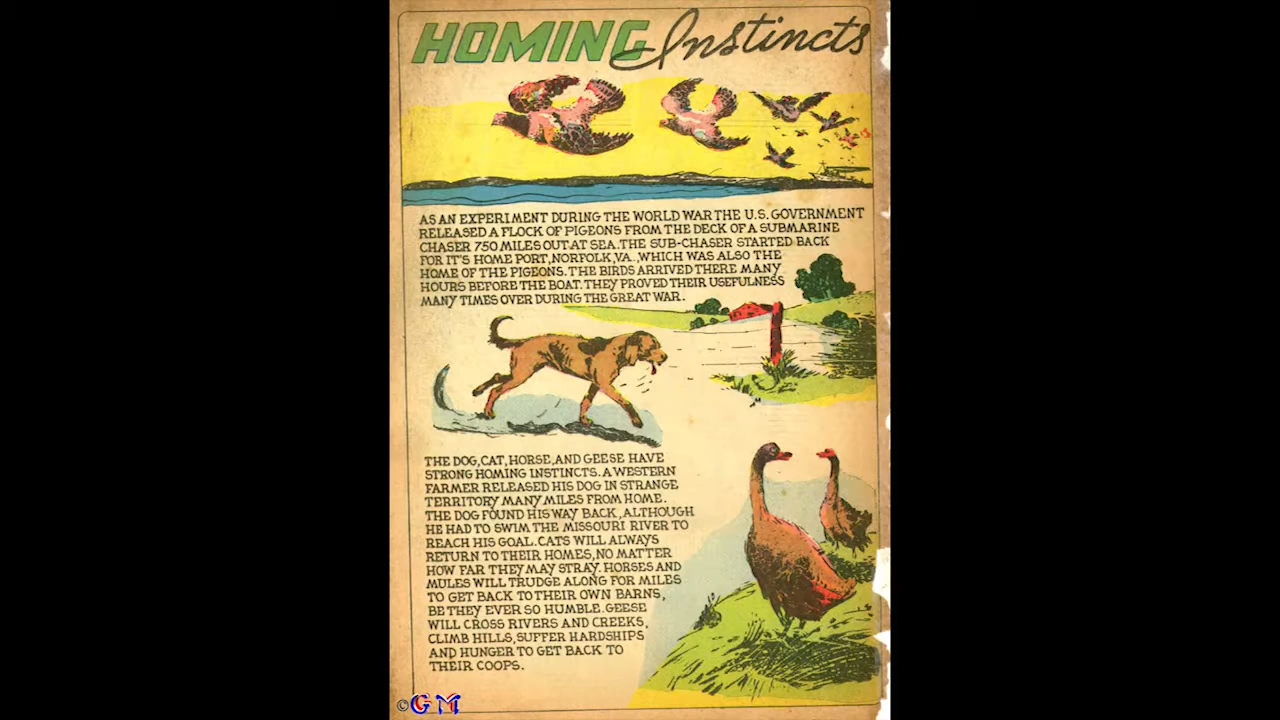 HOMING Instincts
AS AN EXPERIMENT DURING THE WORLD WAR THE U.S. GOVERNMENT
RELEASED A FLOCK OF PIGEONS FROM THE DECK OF A SUBMARINE
CHASER 750 MILES OUT AT SEA. THE SUB-CHASER STARTED BACK
FOR IT'S HOME PORT, NORFOLK, VA., WHICH WAS ALSO THE
HOME OF THE PIGEONS. THE BIRDS ARRIVED THERE MANY
HOURS BEFORE THE BOAT. THEY PROVED THEIR USEFULNESS
MANY TIMES OVER DURING THE GREAT WAR.
THE DOG, CAT, HORSE, AND GEESE HAVE
STRONG HOMING INSTINCTS. A WESTERN
FARMER RELEASED HIS DOG IN STRANGE
TERRITORY MANY MILES FROM HOME.
THE DOG FOUND HIS WAY BACK, ALTHOUGH
HE HAD TO SWIM THE MISSOURI RIVER TO
REACH HIS GOAL. CATS WILL ALWAYS
RETURN TO THEIR HOMES, NO MATTER
HOW FAR THEY MAY STRAY. HORSES AND
MULES WILL TRUDGE ALONG FOR MILES
TO GET BACK TO THEIR OWN BARNS,
BE THEY EVER SO HUMBLE. GEESE
WILL CROSS RIVERS AND CREEKS,
CLIMB HILLS, SUFFER HARDSHIPS
AND HUNGER TO GET BACK TO
THEIR COOPS.
©GM